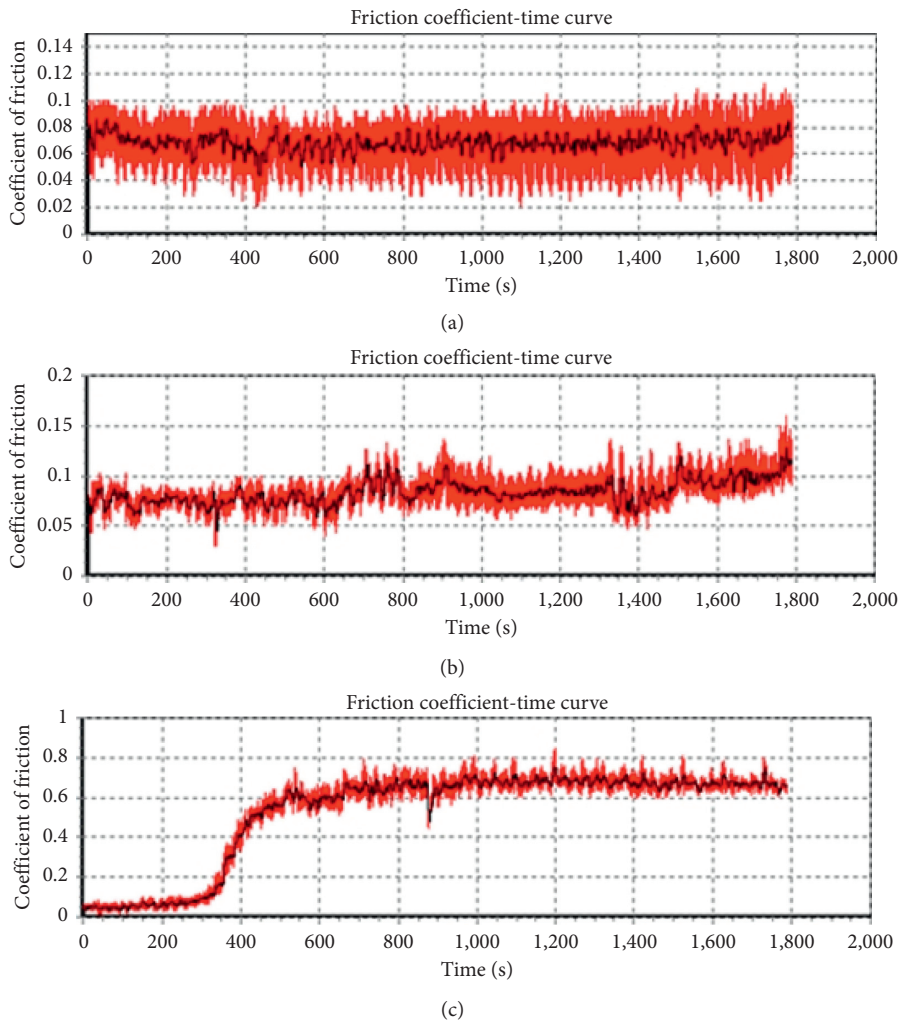 Friction coefficient-time curve
Coefficient of friction
0.14
0.12
0.1
0.08
0.06
0.04
0.02
0
0 200 400 600 800 1,000 1,200 1,400 1,600 1,800 2,000
Time (s)
(a)
Friction coefficient-time curve
Coefficient of friction
0.2
0.15
0.1
0.05
0
0 200 400 600 800 1,000 1,200 1,400 1,600 1,800 2,000
Time (s)
(b)
Friction coefficient-time curve
Coefficient of friction
1
0.8
0.6
0.4
0.2
0
0 200 400 600 800 1,000 1,200 1,400 1,600 1,800 2,000
Time (s)
(c)